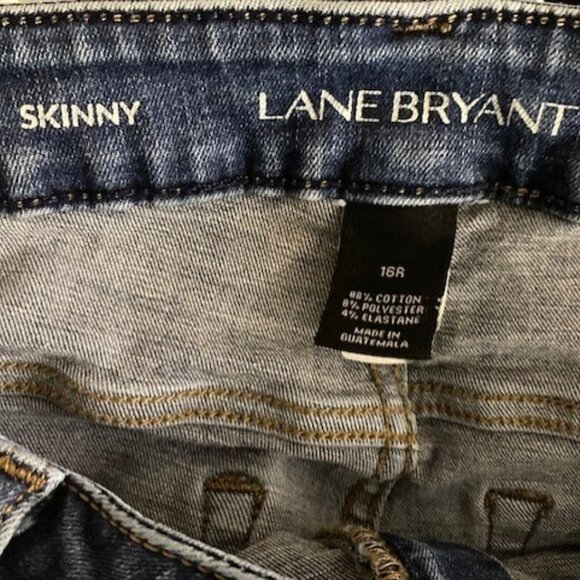 SKINNY
LANE BRYANT
16R
88% COTTON
8% POLYESTER
4% ELASTANE
MADE IN
GUATEMALA